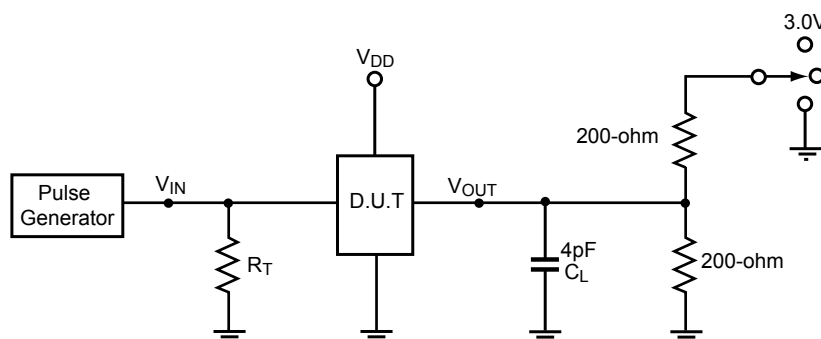 3.0V
VDD
200-ohm
Pulse
Generator
VIN
D.U.T
VOUT
RT
4pF
CL
200-ohm